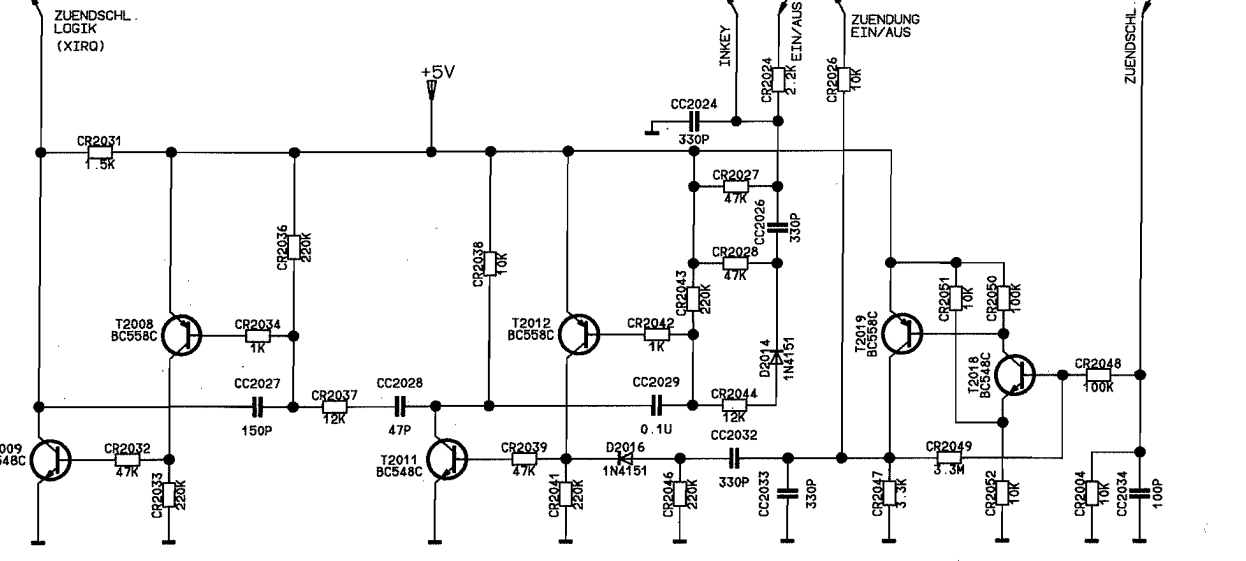 ZUENDSCHL.
LOGIK
(XIRQ)
+5V
INKEY
EIN/AUS
ZUENDUNG
EIN/AUS
ZUENDSCHL.
CR2024
2.2K
CR2026
10K
CC2024
330P
CR2031
1.5K
CR2027
47K
CC2026
330P
CR2036
220K
CR2038
10K
CR2028
47K
CR2043
220K
CR2051
10K
CR2050
100K
T2008
BC558C
CR2034
1K
T2012
BC558C
CR2042
1K
T2019
BC558C
D2014
1N4151
T2018
BC548C
CR2048
100K
CC2027
150P
CR2037
12K
CC2028
47P
CC2029
0.1U
CR2044
12K
009
548C
CR2032
47K
CR2033
220K
T2011
BC548C
CR2039
47K
D2016
1N4151
CC2032
330P
CR2049
3.3M
CR2041
220K
CR2046
220K
CC2033
330P
CR2047
3.3K
CR2052
10K
CR2004
10K
CC2034
100P